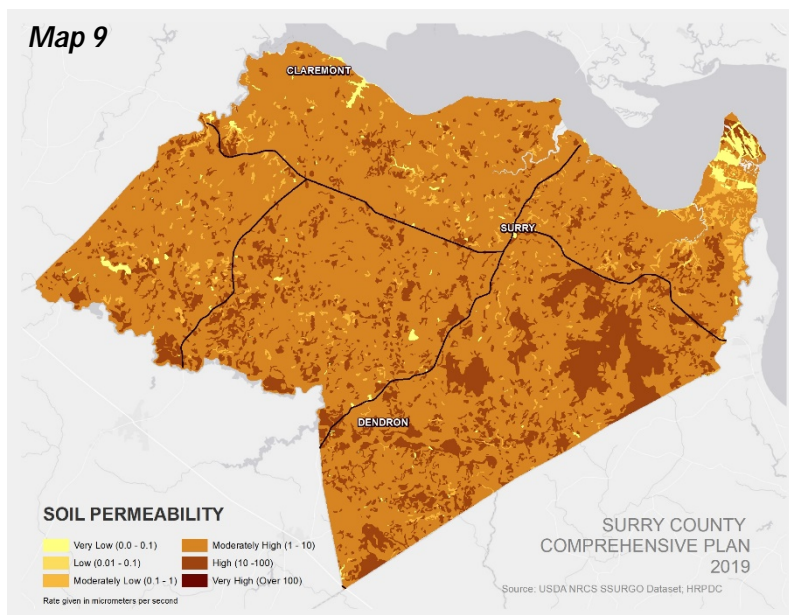 Map 9
CLAREMONT
SURRY
DENDRON
SOIL PERMEABILITY
Very Low (0.0 - 0.1)
Low (0.01 - 0.1)
Moderately Low (0.1 - 1)
Moderately High (1 - 10)
High (10 -100)
Very High (Over 100)
Rate given in micrometers per second
SURRY COUNTY
COMPREHENSIVE PLAN
2019
Source: USDA NRCS SSURGO Dataset; HRPDC